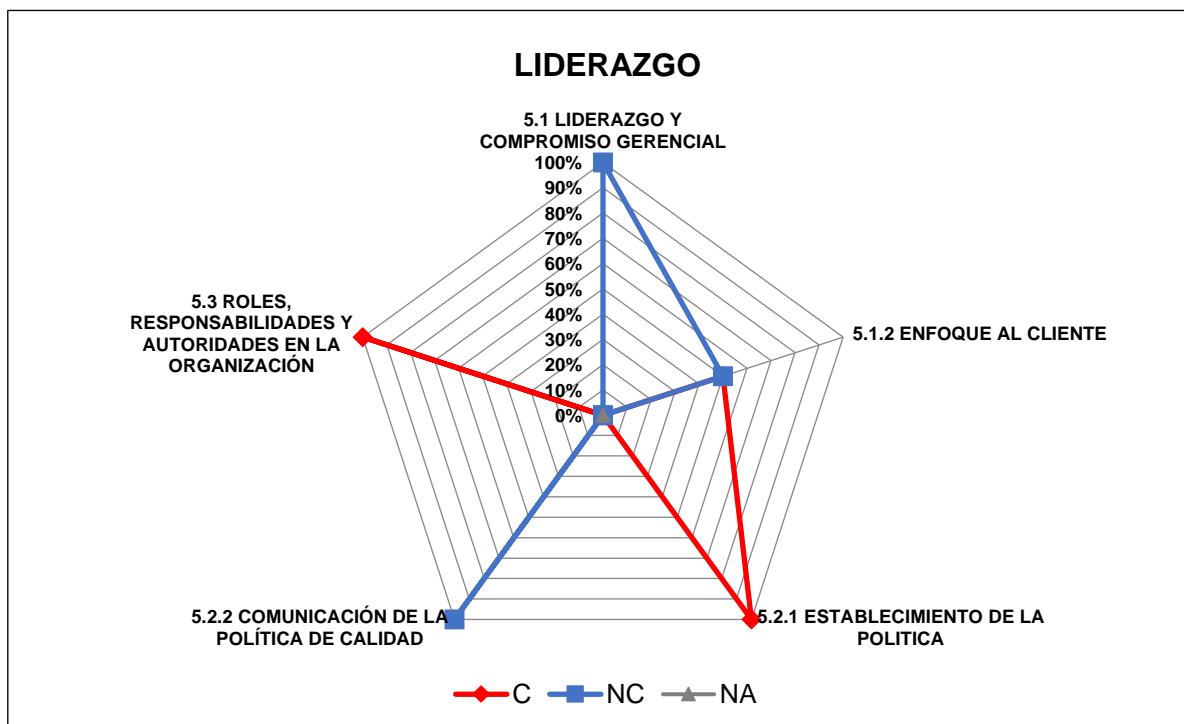 LIDERAZGO
5.1 LIDERAZGO Y
COMPROMISO GERENCIAL
100%
90%
80%
70%
60%
50%
40%
30%
20%
10%
0%
5.1.2 ENFOQUE AL CLIENTE
5.2.1 ESTABLECIMIENTO DE LA
POLITICA
5.2.2 COMUNICACIÓN DE LA
POLÍTICA DE CALIDAD
5.3 ROLES,
RESPONSABILIDADES Y
AUTORIDADES EN LA
ORGANIZACIÓN
C NC NA